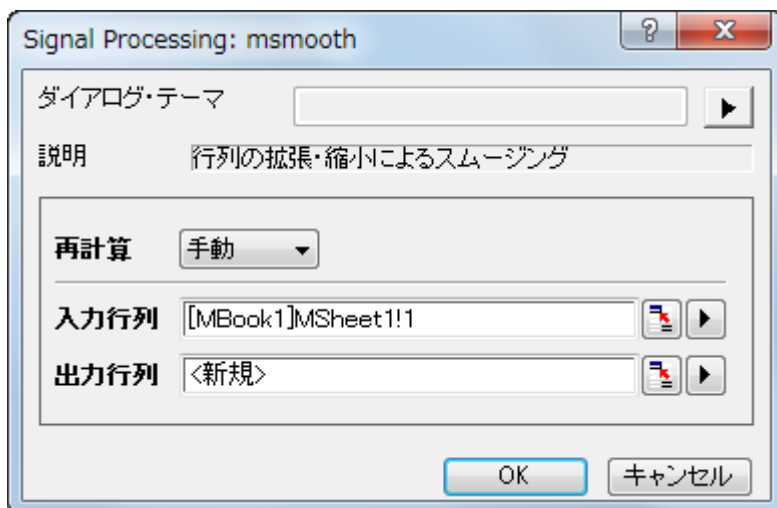 Signal Processing: msmooth
ダイアログ・テーマ
説明 行列の拡張・縮小によるスムージング
再計算 手動
入力行列 [MBook1]MSheet1!1
出力行列 <新規>
OK キャンセル